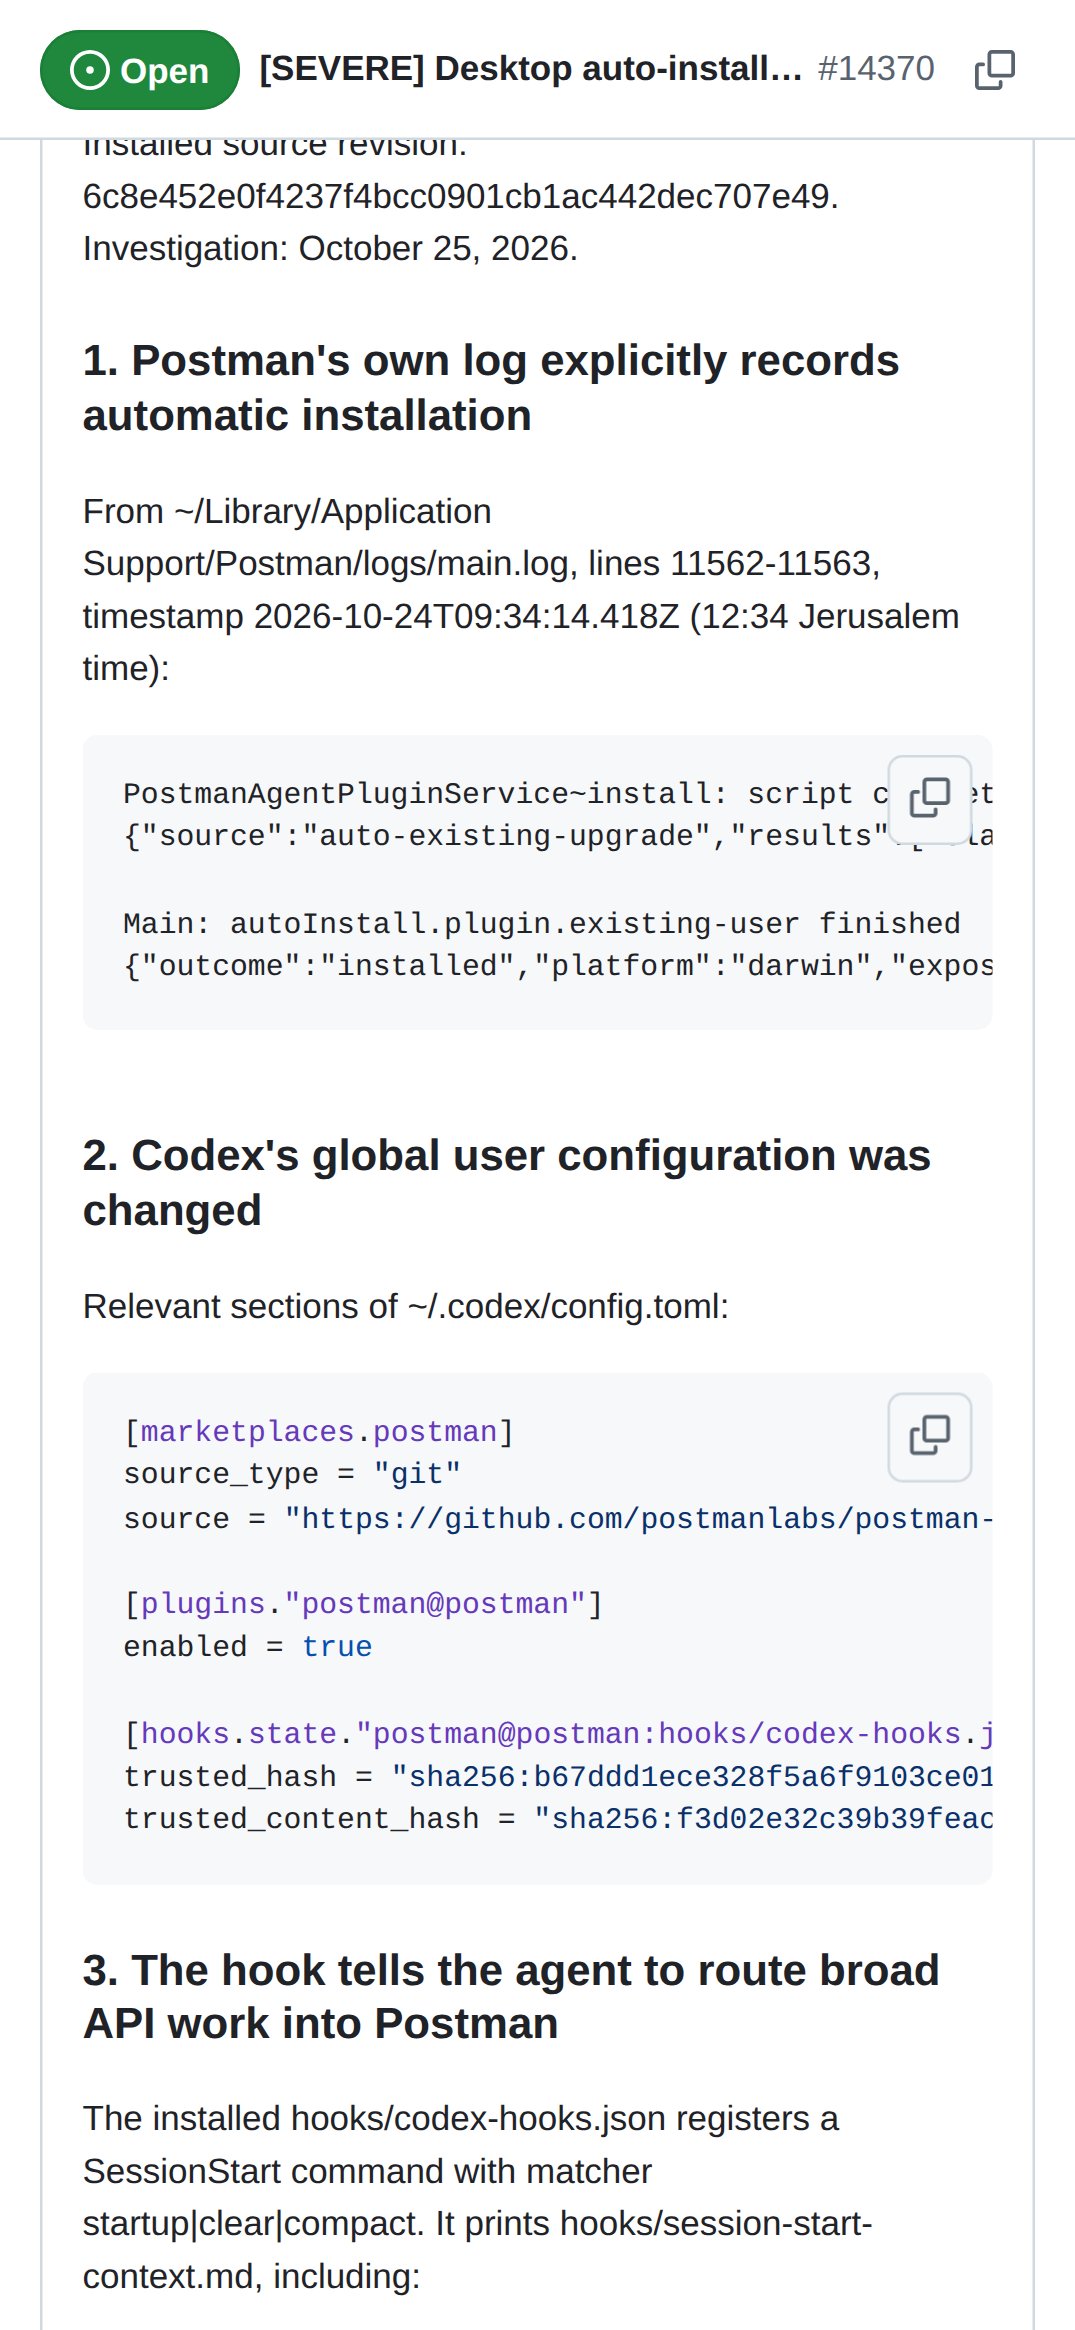 Open [SEVERE] Desktop auto-install… #14370
Installed source revision:
6c8e452e0f4237f4bcc0901cb1ac442dec707e49.
Investigation: October 25, 2026.
1. Postman's own log explicitly records
automatic installation
From ~/Library/Application
Support/Postman/logs/main.log, lines 11562-11563,
timestamp 2026-10-24T09:34:14.418Z (12:34 Jerusalem
time):
PostmanAgentPluginService~install: script
{"source":"auto-existing-upgrade","results"
Main: autoInstall.plugin.existing-user finished
{"outcome":"installed","platform":"darwin","expos
2. Codex's global user configuration was
changed
Relevant sections of ~/.codex/config.toml:
[marketplaces.postman]
source_type = "git"
source = "https://github.com/postmanlabs/postman-
[plugins."postman@postman"]
enabled = true
[hooks.state."postman@postman:hooks/codex-hooks.j
trusted_hash = "sha256:b67ddd1ece328f5a6f9103ce01
trusted_content_hash = "sha256:f3d02e32c39b39feac
3. The hook tells the agent to route broad
API work into Postman
The installed hooks/codex-hooks.json registers a
SessionStart command with matcher
startup|clear|compact. It prints hooks/session-start-
context.md, including: